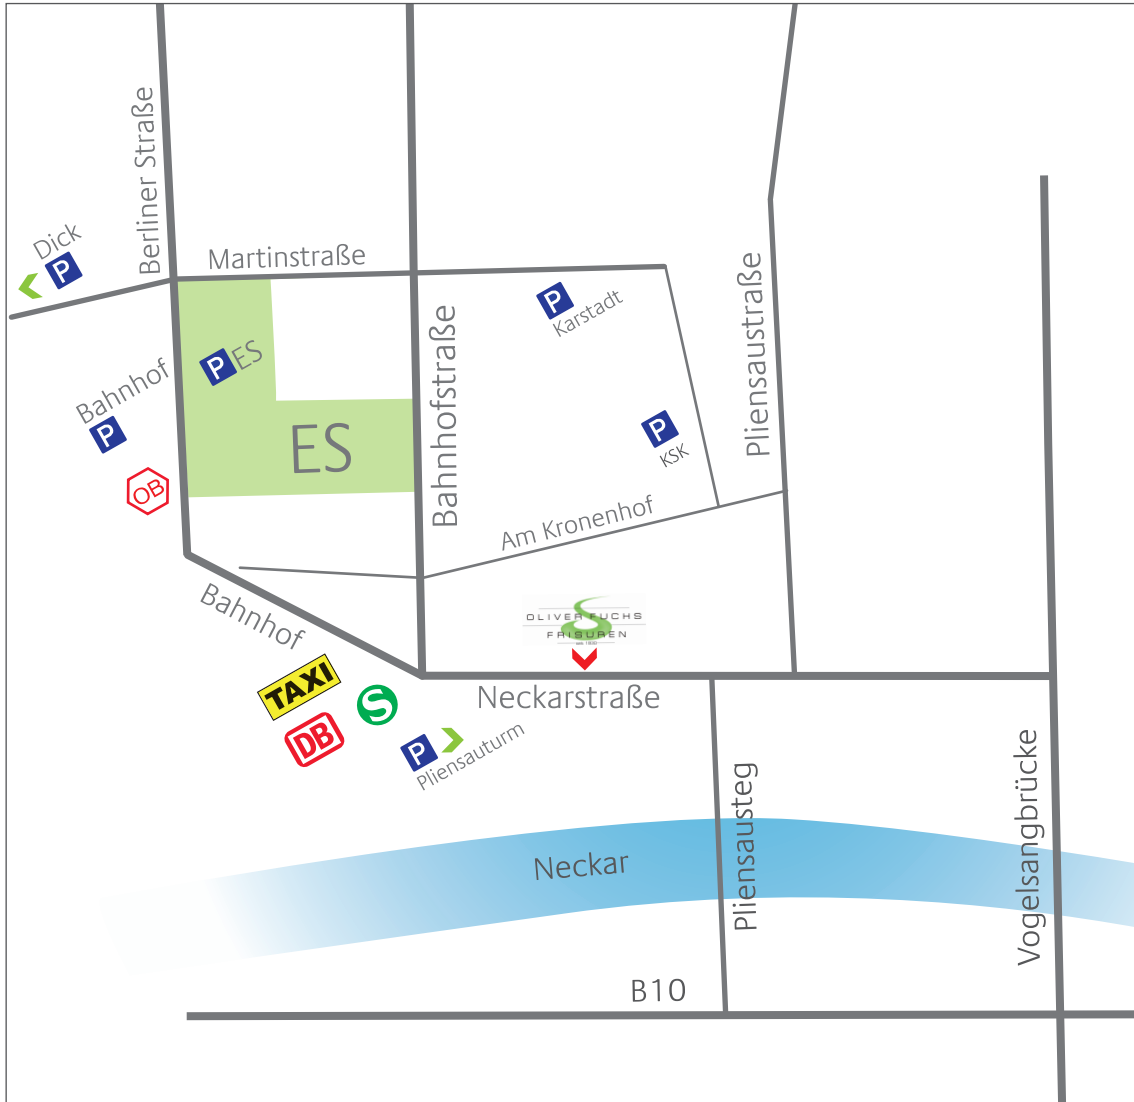 Berliner Straße
Dick
P
Martinstraße
P
Karstadt
Pliensaustraße
Bahnhofstraße
P ES
Bahnhof
P
ES
P
KSK
OB
Am Kronenhof
Bahnhof
OLIVER FUCHS
FRISUREN
TAXI
S
DB
Neckarstraße
P
Pliensauturm
Pliensausteg
Vogelsangbrücke
Neckar
B10